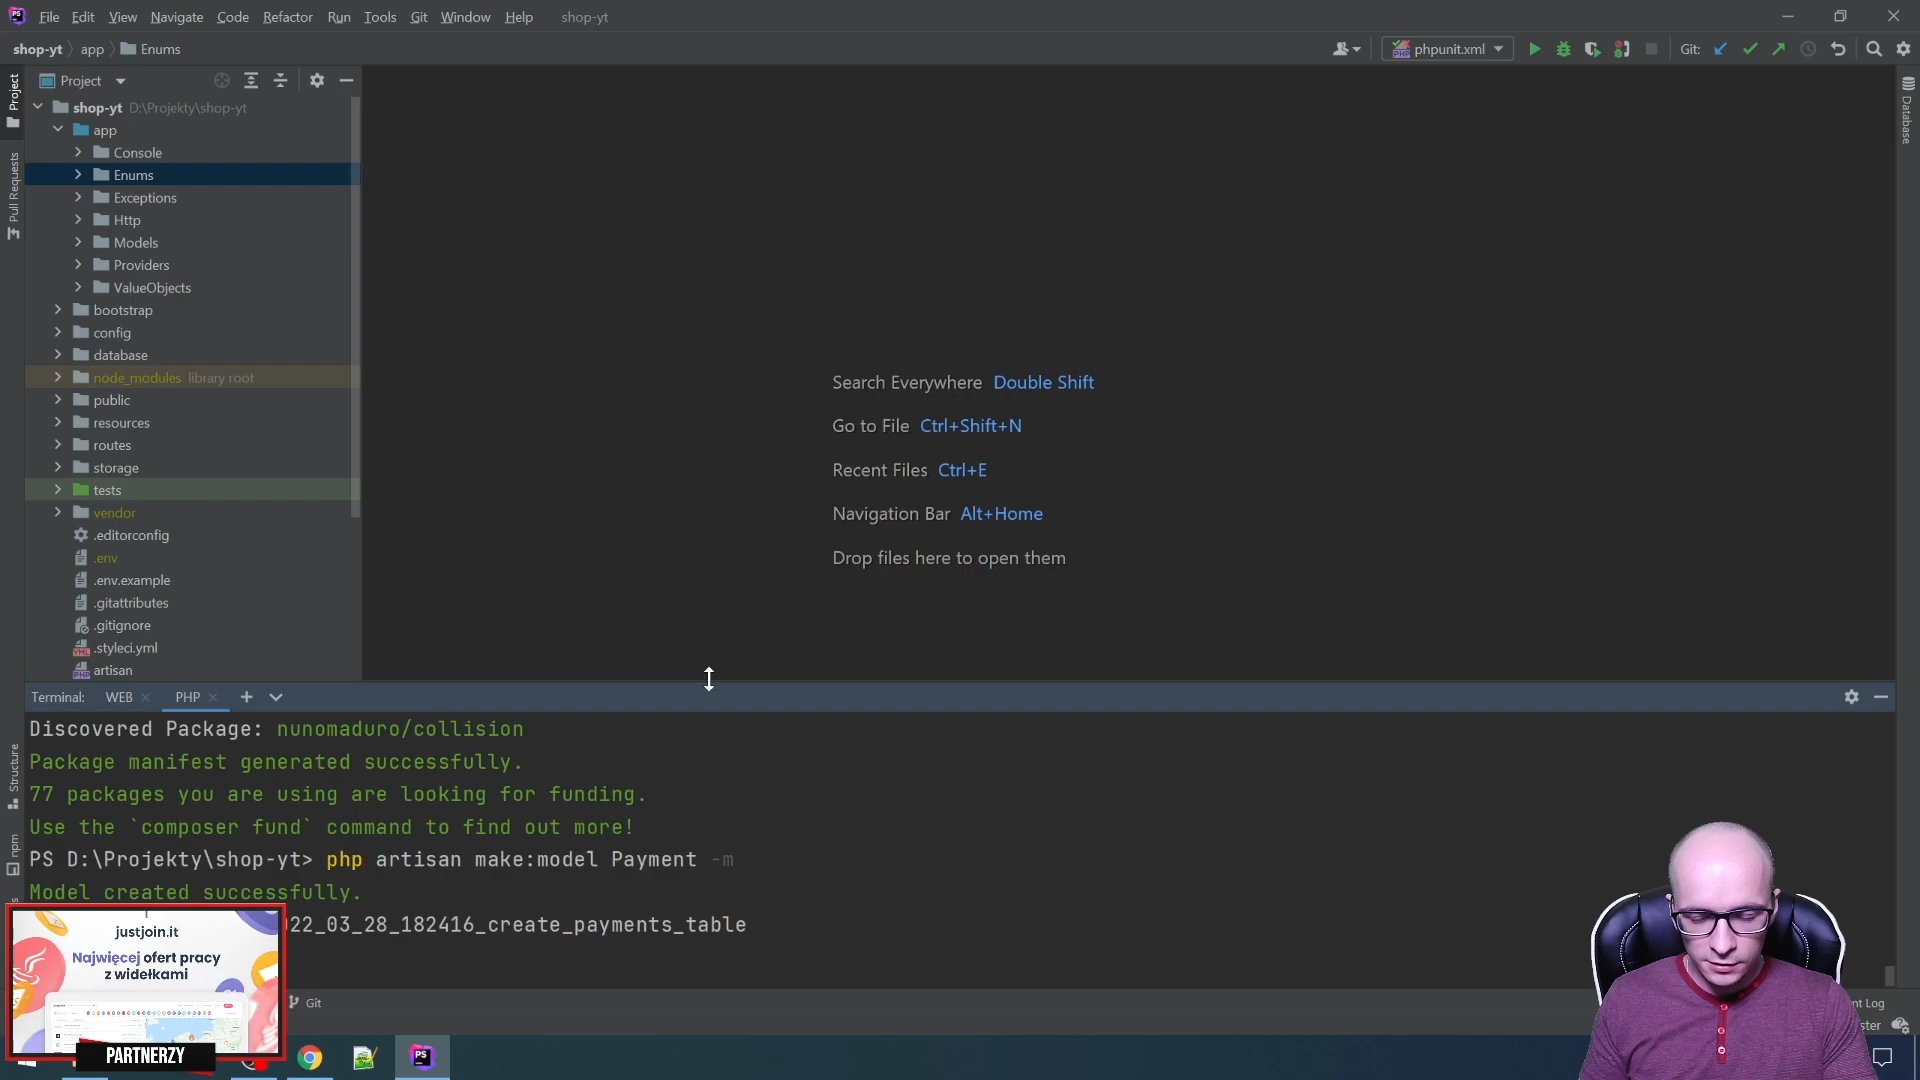 File Edit View Navigate Code Refactor Run Tools Git Window Help shop-yt
shop-yt app Enums
phpunit.xml
Git:
Project
shop-yt D:\Projekty\shop-yt
app
Console
Enums
Exceptions
Http
Models
Providers
ValueObjects
bootstrap
config
database
node_modules library root
public
resources
routes
storage
tests
vendor
.editorconfig
.env
.env.example
.gitattributes
.gitignore
.styleci.yml
artisan
Project
Pull Requests
Structure
npm
Database
Search Everywhere Double Shift
Go to File Ctrl+Shift+N
Recent Files Ctrl+E
Navigation Bar Alt+Home
Drop files here to open them
Terminal: WEB PHP
Discovered Package: nunomaduro/collision
Package manifest generated successfully.
77 packages you are using are looking for funding.
Use the `composer fund` command to find out more!
PS D:\Projekty\shop-yt> php artisan make:model Payment -m
Model created successfully.
22_03_28_182416_create_payments_table
justjoin.it
Najwięcej ofert pracy
z widełkami
PARTNERZY
Git
nt Log
ster
PS